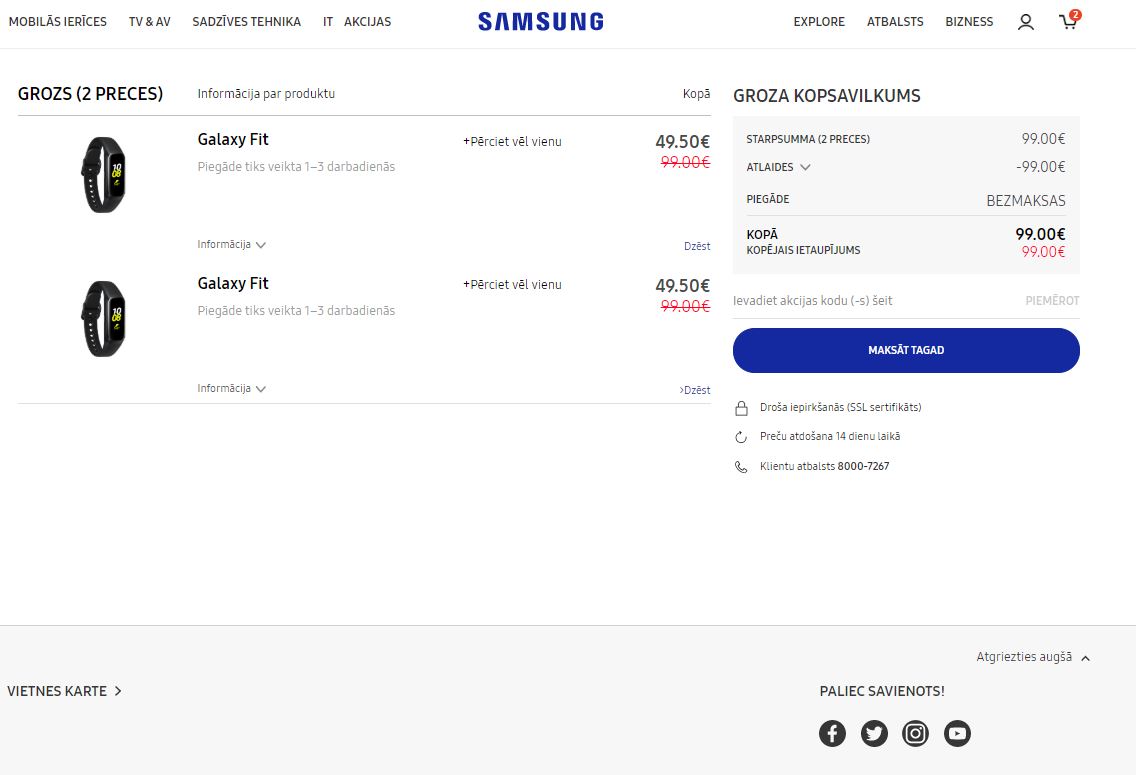 MOBILĀS IERĪCES TV & AV SADZĪVES TEHNIKA IT AKCIJAS SAMSUNG EXPLORE ATBALSTS BIZNESS 2
GROZS (2 PRECES) Informācija par produktu Kopā
Galaxy Fit +Pērciet vēl vienu 49.50€
99.00€
Piegāde tiks veikta 1–3 darbadienās
10
08
Informācija Dzēst
Galaxy Fit +Pērciet vēl vienu 49.50€
99.00€
Piegāde tiks veikta 1–3 darbadienās
10
08
Informācija >Dzēst
GROZA KOPSAVILKUMS
STARPSUMMA (2 PRECES) 99.00€
ATLAIDES -99.00€
PIEGĀDE BEZMAKSAS
KOPĀ 99.00€
KOPĒJAIS IETAUPĪJUMS 99.00€
Ievadiet akcijas kodu (-s) šeit PIEMĒROT
MAKSĀT TAGAD
Droša iepirkšanās (SSL sertifikāts)
Preču atdošana 14 dienu laikā
Klientu atbalsts 8000-7267
Atgriezties augšā
VIETNES KARTE
PALIEC SAVIENOTS!